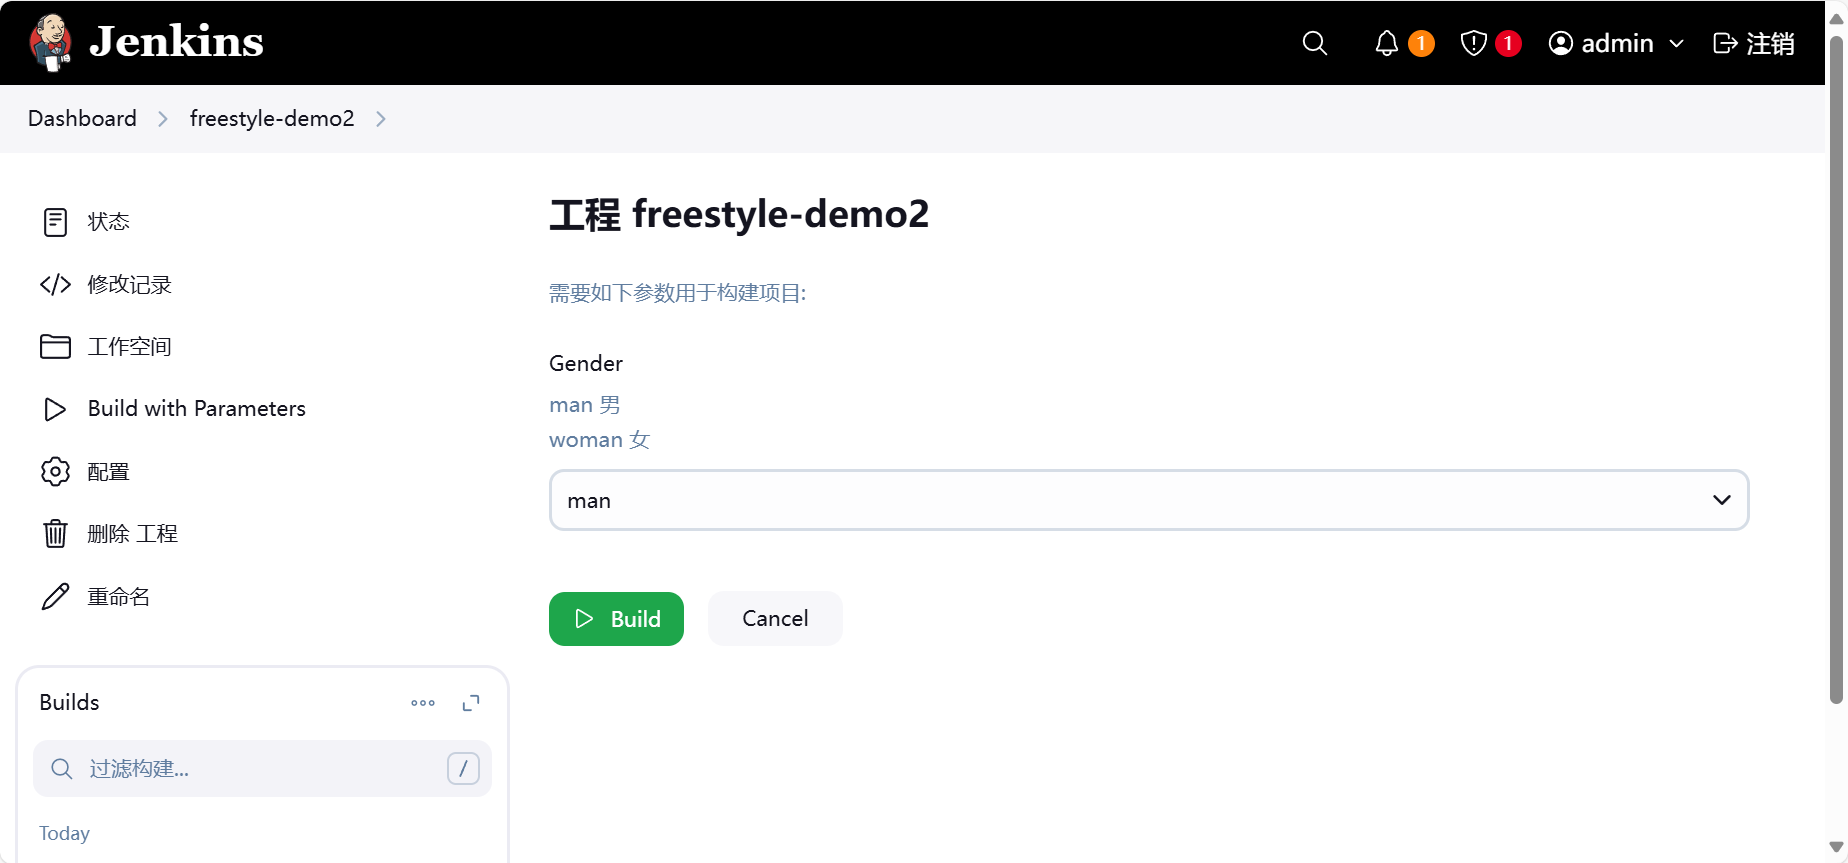 Jenkins
1
1
admin
注销
Dashboard
freestyle-demo2
状态
修改记录
工作空间
Build with Parameters
配置
删除 工程
重命名
Builds
过滤构建...
/
Today
工程 freestyle-demo2
需要如下参数用于构建项目:
Gender
man 男
woman 女
man
Build
Cancel